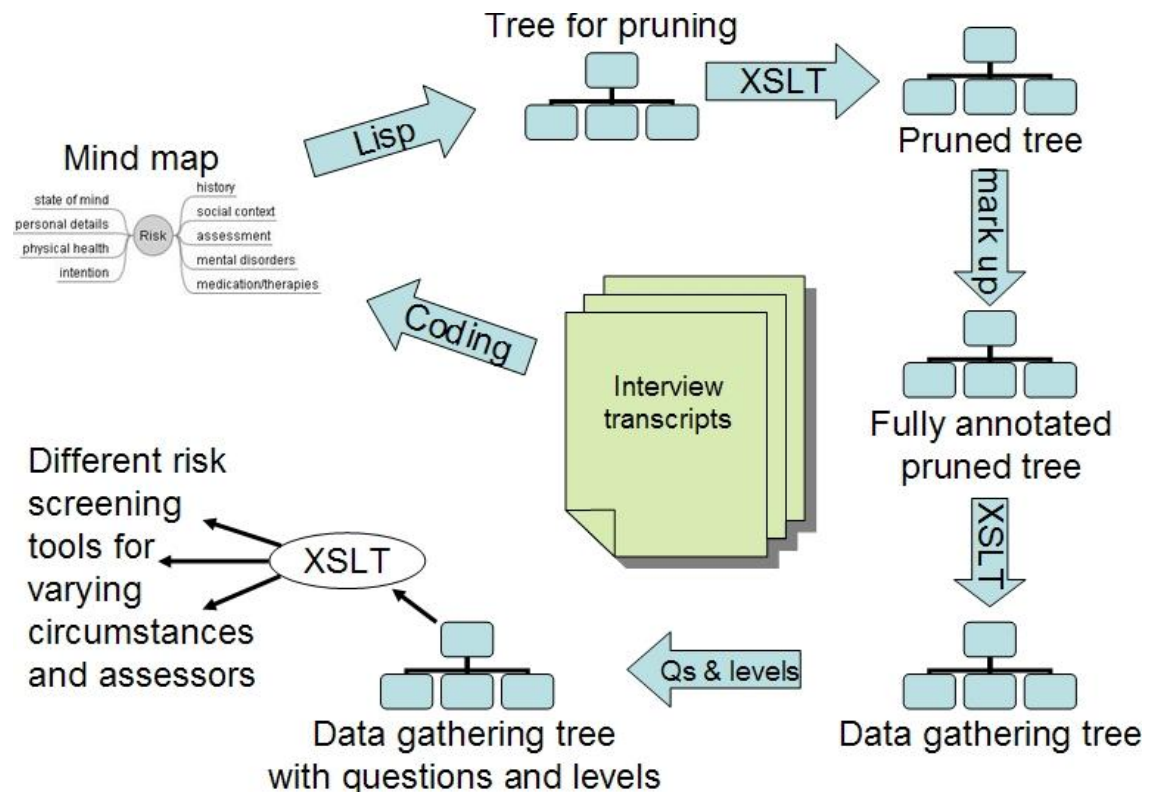 Tree for pruning
XSLT
Pruned tree
Lisp
Mind map
state of mind
personal details
physical health
intention
Risk
history
social context
assessment
mental disorders
medication/therapies
mark up
Coding
Interview
transcripts
Fully annotated
pruned tree
XSLT
Data gathering tree
Qs & levels
Data gathering tree
with questions and levels
XSLT
Different risk
screening
tools for
varying
circumstances
and assessors